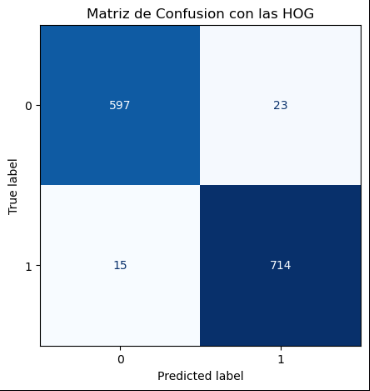 Matriz de Confusion con las HOG
0
597
23
True label
1
15
714
0
1
Predicted label